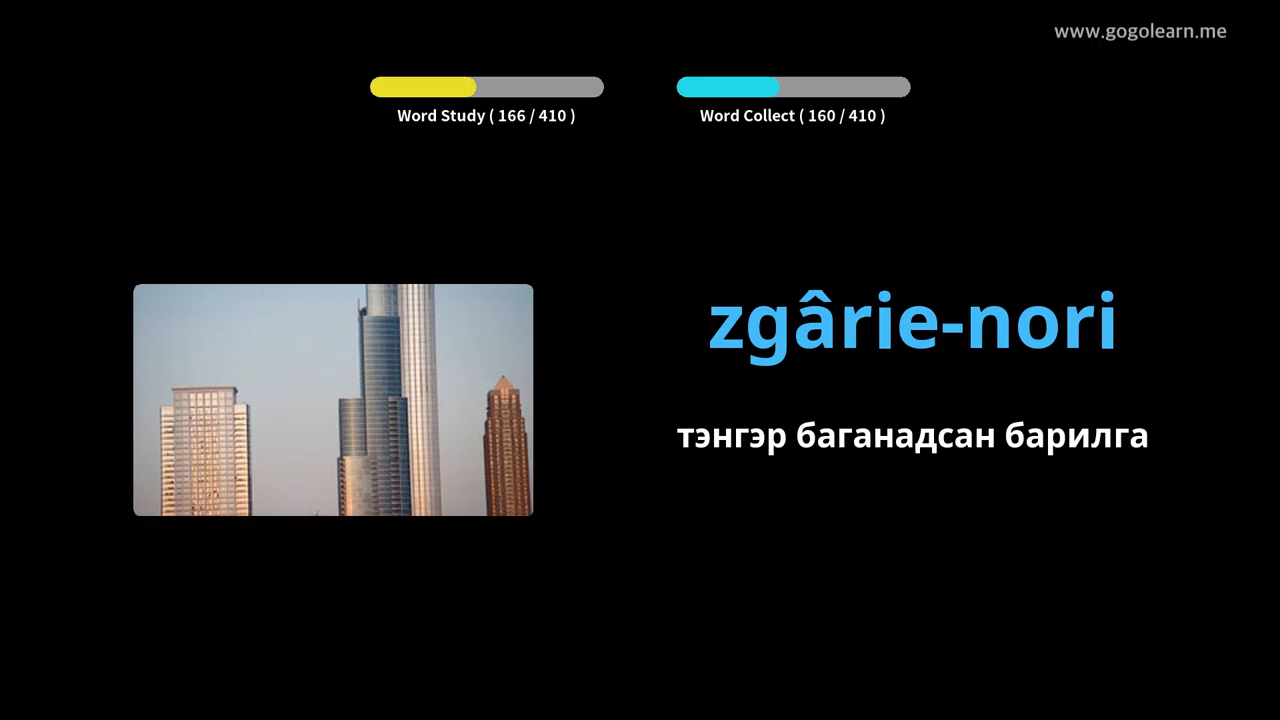 www.gogolearn.me
Word Study ( 166 / 410 )
Word Collect ( 160 / 410 )
zgârie-nori
тэнгэр баганадсан барилга